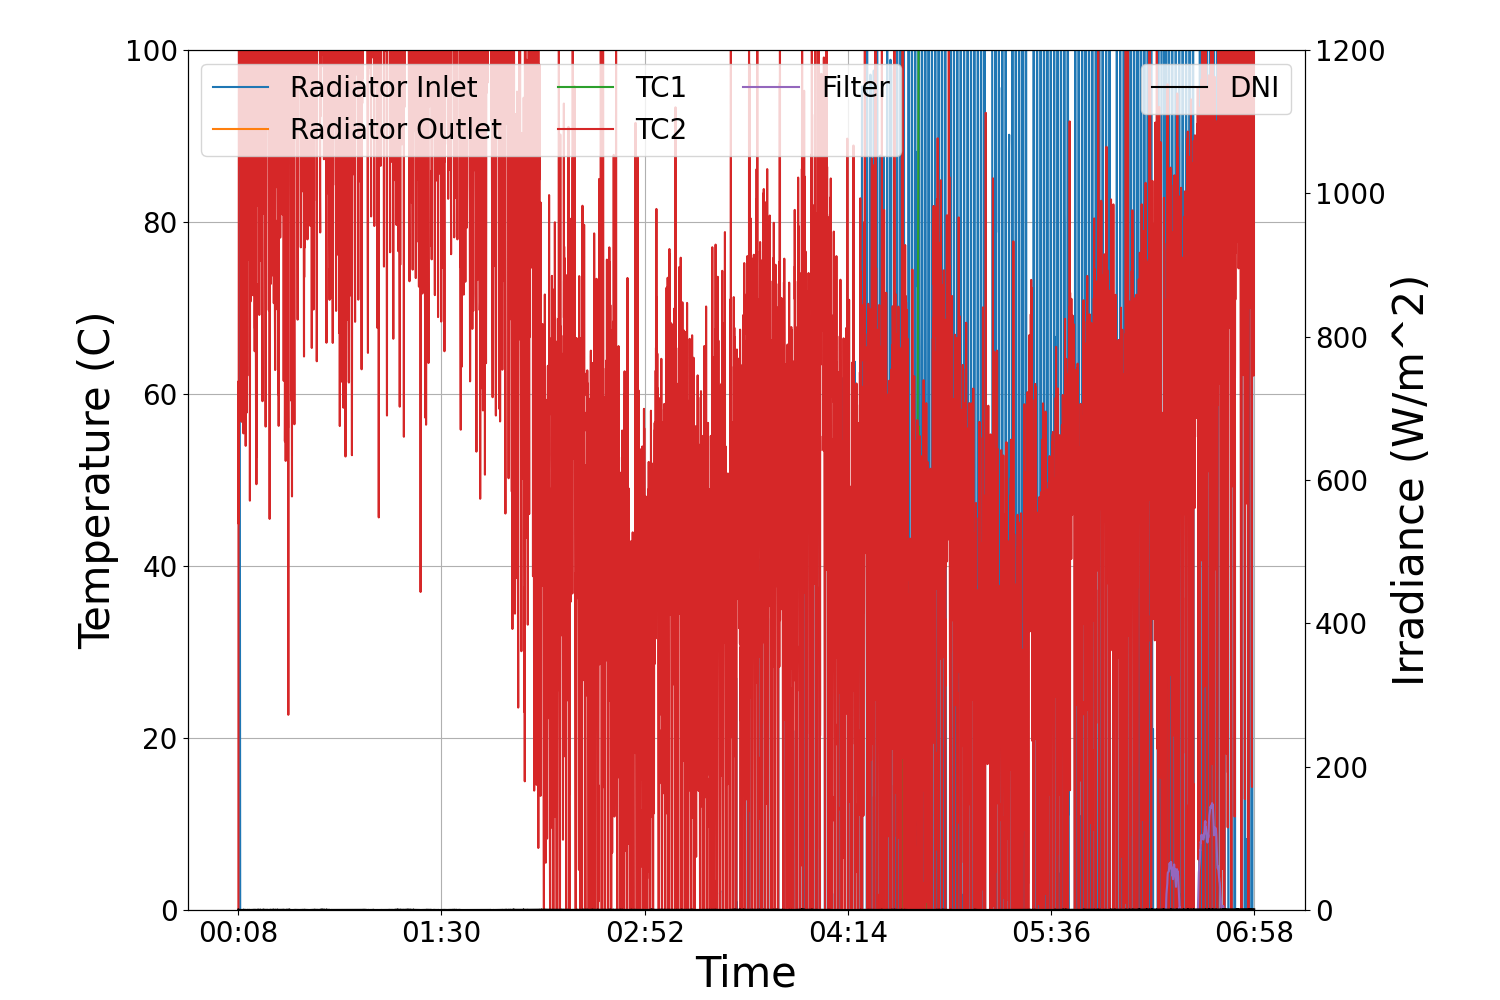 100
80
60
40
20
0
Temperature (C)
Radiator Inlet
Radiator Outlet
TC1
TC2
Filter
DNI
1200
1000
800
600
400
200
0
Irradiance (W/m^2)
00:08
01:30
02:52
04:14
05:36
06:58
Time